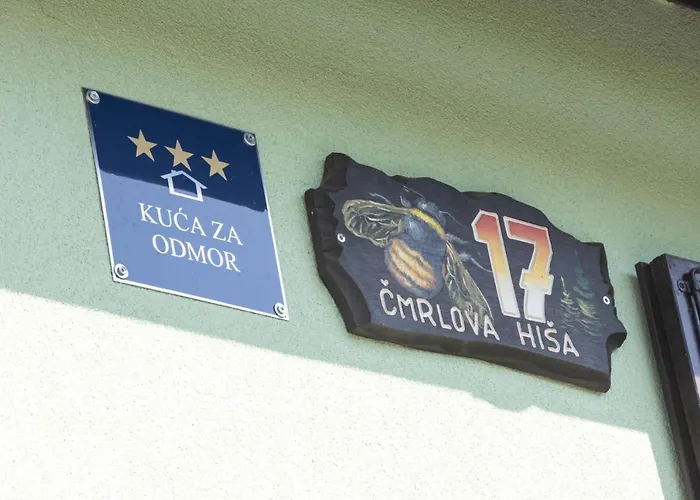 KUĆA ZA
ODMOR
17
ČMRLOVA HIŠA